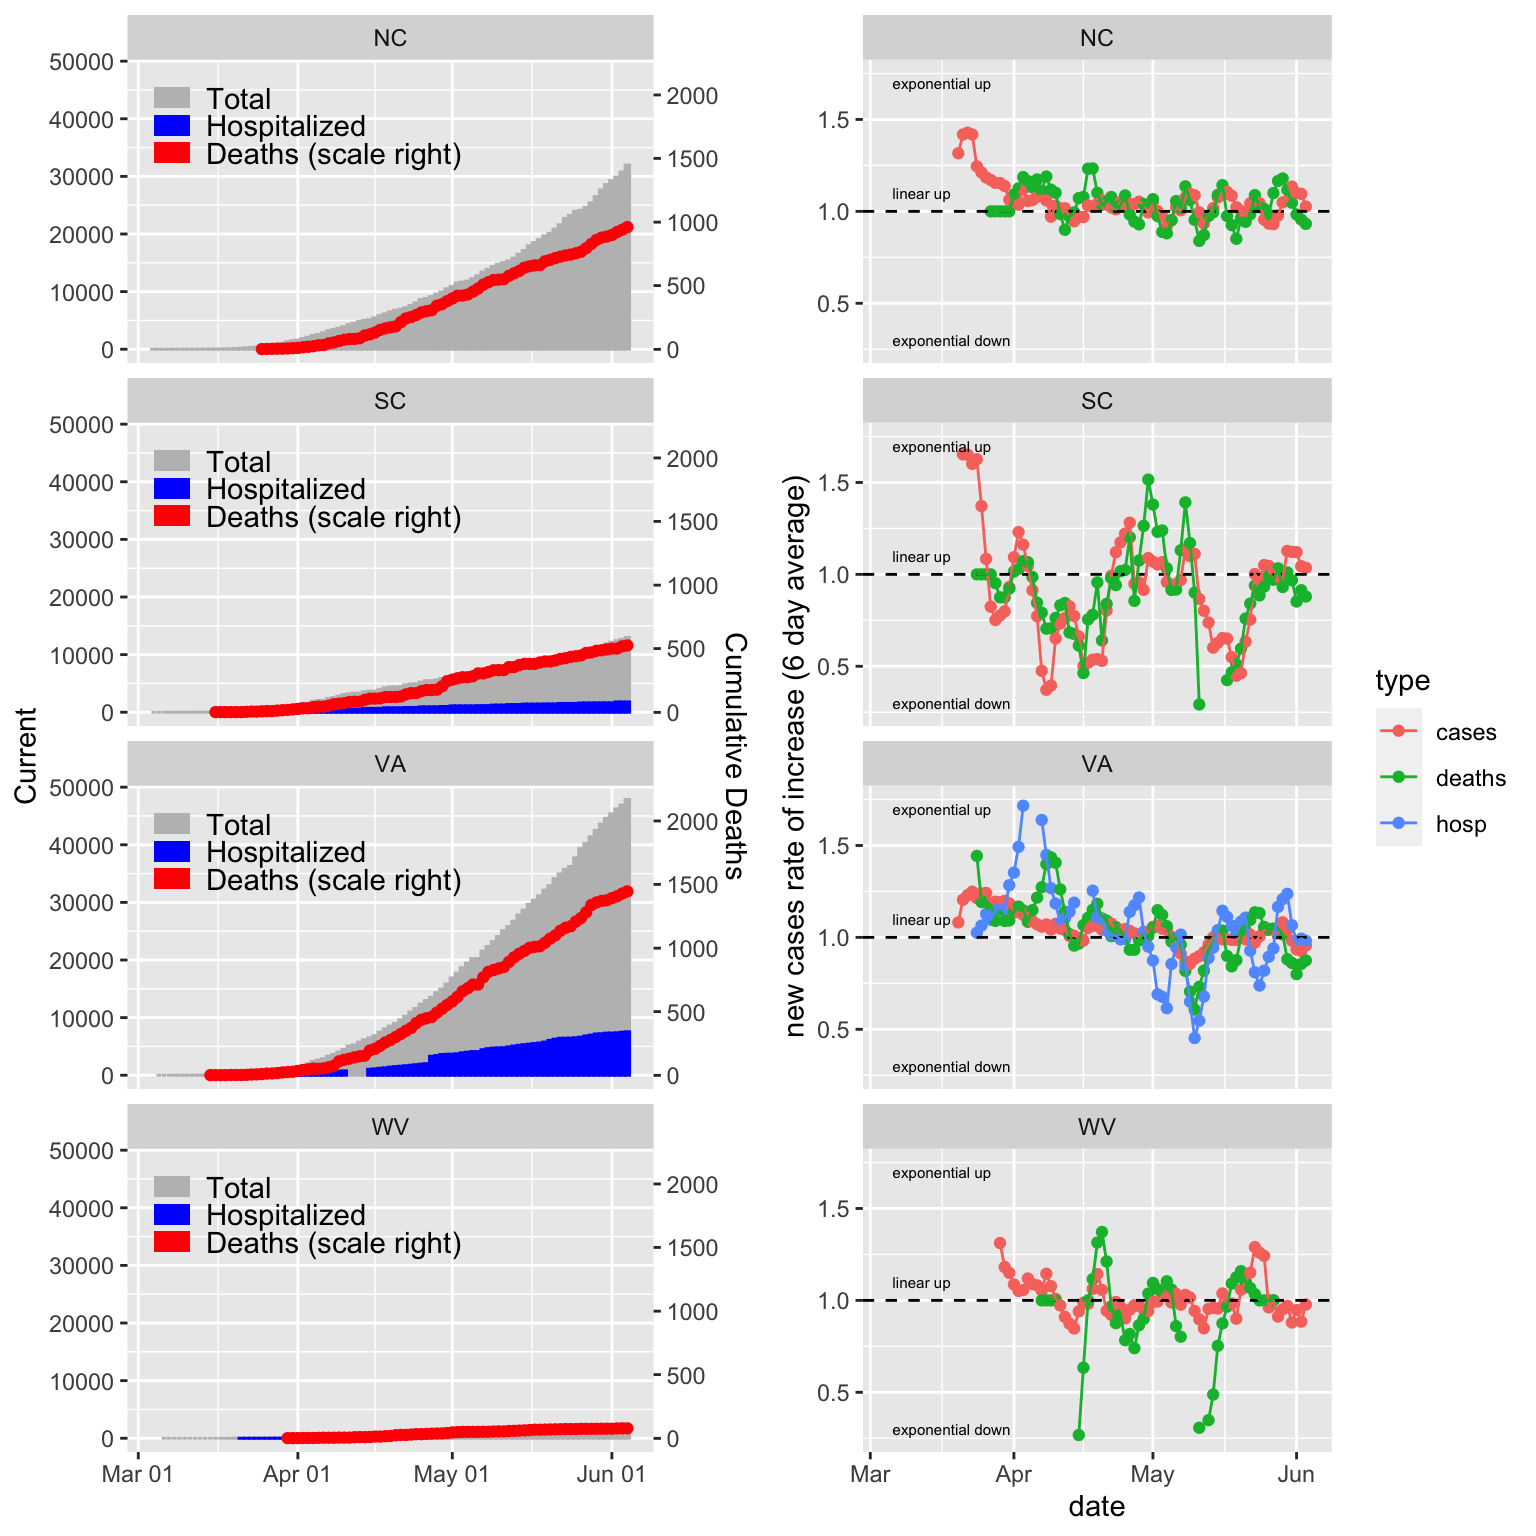 NC
50000
40000
30000
20000
10000
0
Total
Hospitalized
Deaths (scale right)
2000
1500
1000
500
0
SC
50000
40000
30000
20000
10000
0
Total
Hospitalized
Deaths (scale right)
2000
1500
1000
500
0
VA
50000
40000
30000
20000
10000
0
Total
Hospitalized
Deaths (scale right)
2000
1500
1000
500
0
WV
50000
40000
30000
20000
10000
0
Total
Hospitalized
Deaths (scale right)
2000
1500
1000
500
0
Mar 01
Apr 01
May 01
Jun 01
Current
Cumulative Deaths
NC
1.5
1.0
0.5
exponential up
linear up
exponential down
SC
1.5
1.0
0.5
exponential up
linear up
exponential down
VA
1.5
1.0
0.5
exponential up
linear up
exponential down
WV
1.5
1.0
0.5
exponential up
linear up
exponential down
Mar
Apr
May
Jun
date
new cases rate of increase (6 day average)
type
cases
deaths
hosp